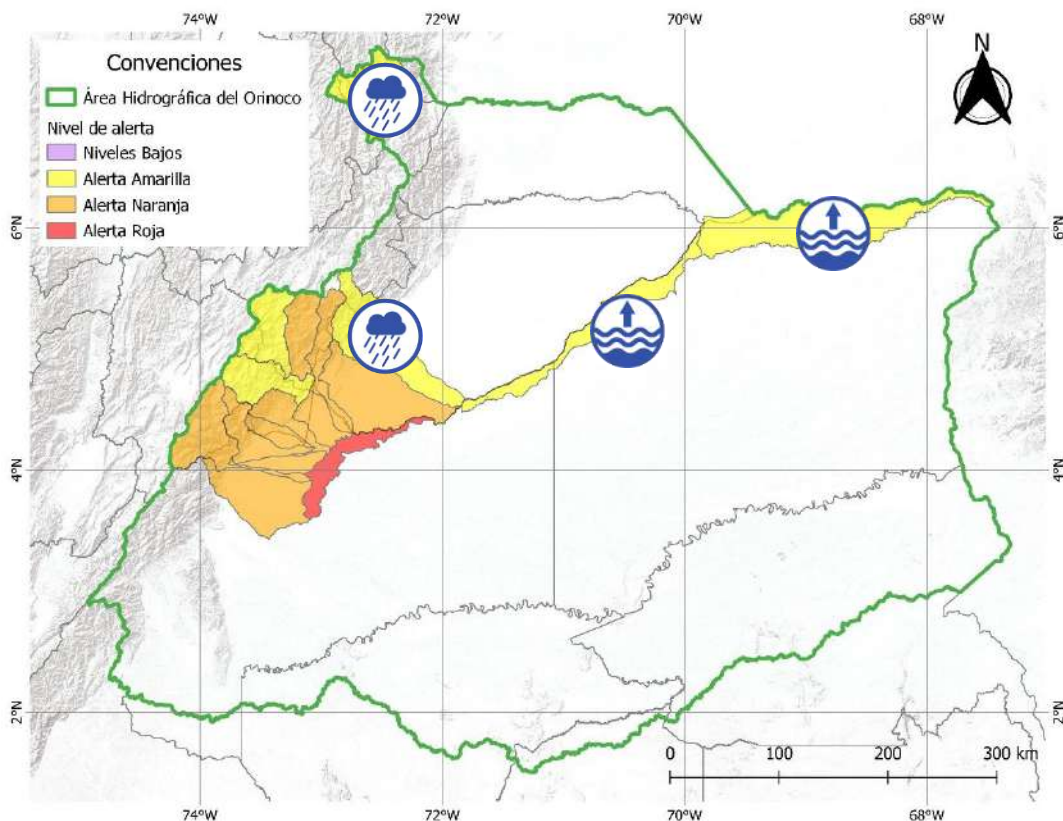 74°W 72°W 70°W 68°W
Convenciones
Área Hidrográfica del Orinoco
Nivel de alerta
Niveles Bajos
Alerta Amarilla
Alerta Naranja
Alerta Roja
N
6°N 6°N
4°N 4°N
2°N 2°N
0 100 200 300 km
74°W 72°W 70°W 68°W